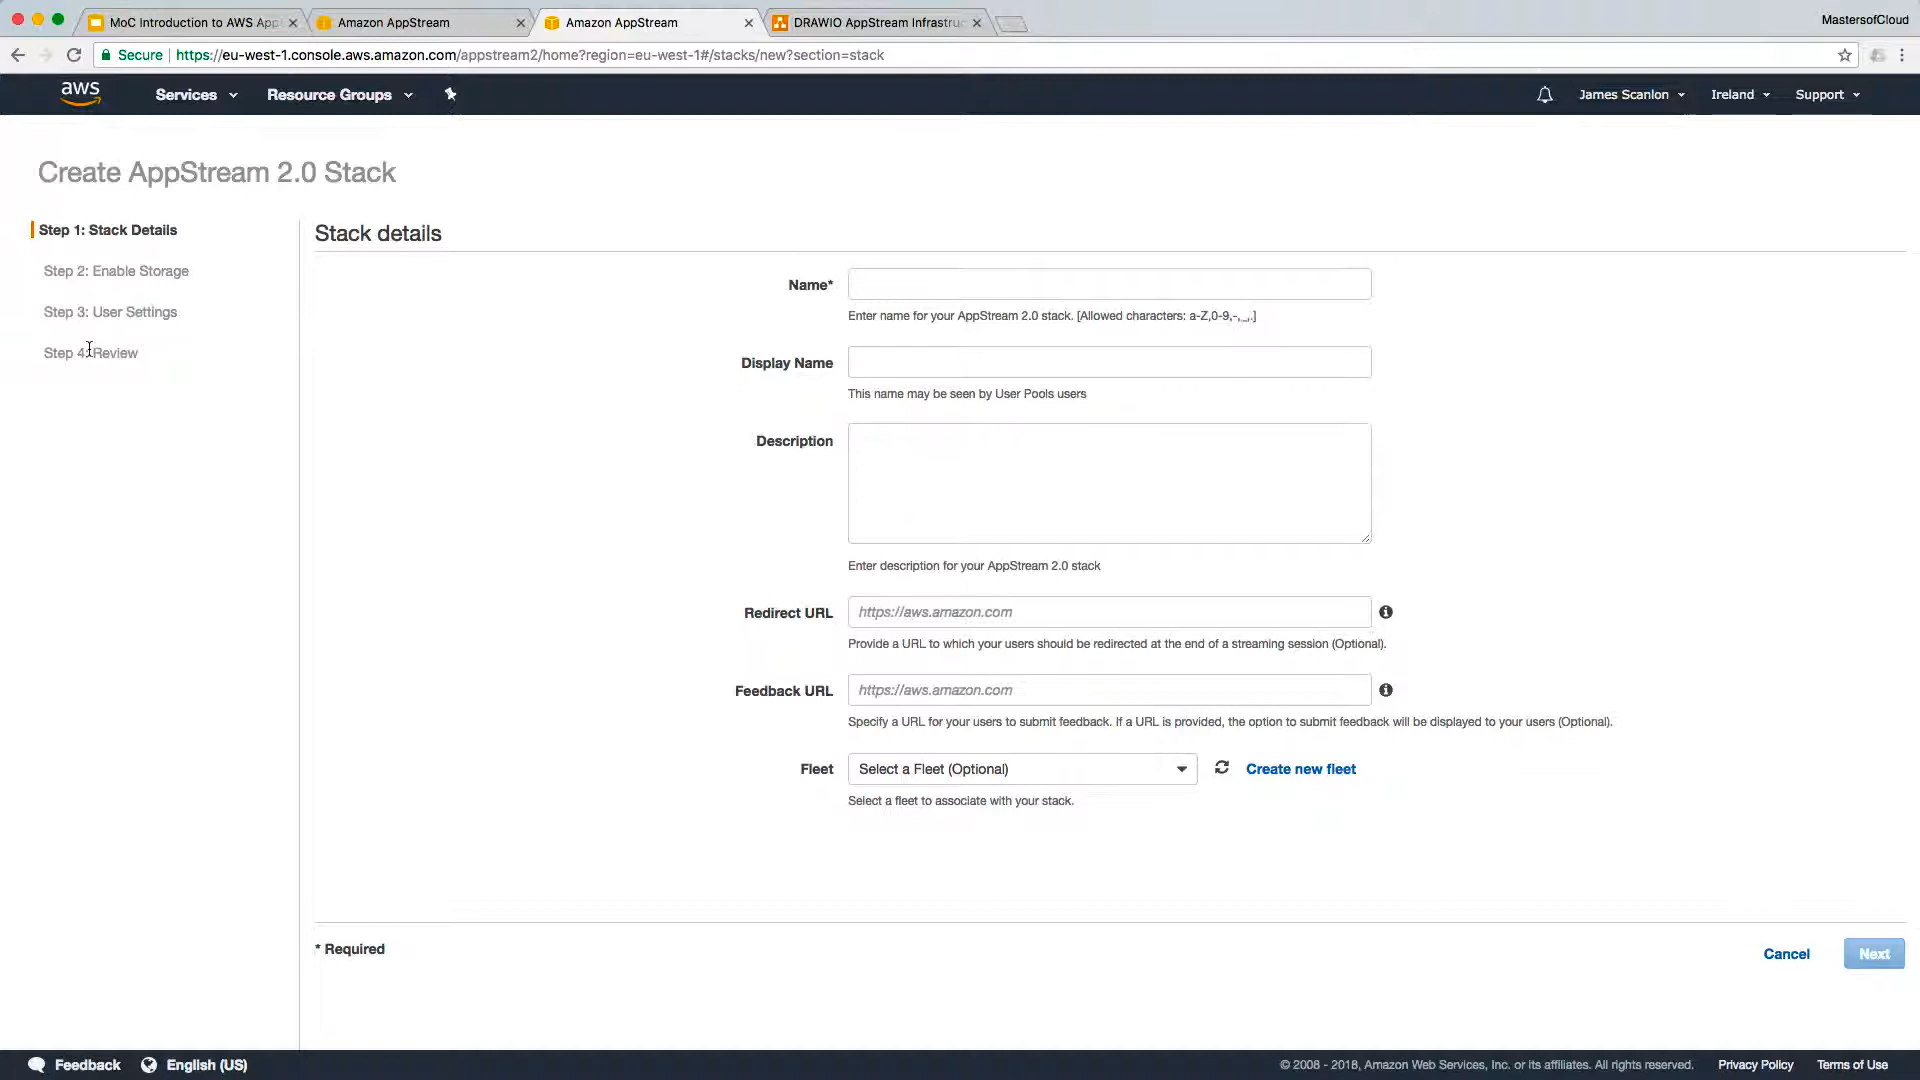 MoC Introduction to AWS App
Amazon AppStream
Amazon AppStream
DRAWIO AppStream Infrastruc
MastersofCloud
Secure
https://eu-west-1.console.aws.amazon.com/appstream2/home?region=eu-west-1#/stacks/new?section=stack
aws
Services
Resource Groups
James Scanlon
Ireland
Support
Create AppStream 2.0 Stack
Step 1: Stack Details
Step 2: Enable Storage
Step 3: User Settings
Step 4: Review
Stack details
Name*
Enter name for your AppStream 2.0 stack. [Allowed characters: a-Z,0-9,-,_,.]
Display Name
This name may be seen by User Pools users
Description
Enter description for your AppStream 2.0 stack
Redirect URL
https://aws.amazon.com
Provide a URL to which your users should be redirected at the end of a streaming session (Optional).
Feedback URL
https://aws.amazon.com
Specify a URL for your users to submit feedback. If a URL is provided, the option to submit feedback will be displayed to your users (Optional).
Fleet
Select a Fleet (Optional)
Create new fleet
Select a fleet to associate with your stack.
* Required
Cancel
Next
Feedback
English (US)
© 2008 - 2018, Amazon Web Services, Inc. or its affiliates. All rights reserved.
Privacy Policy
Terms of Use